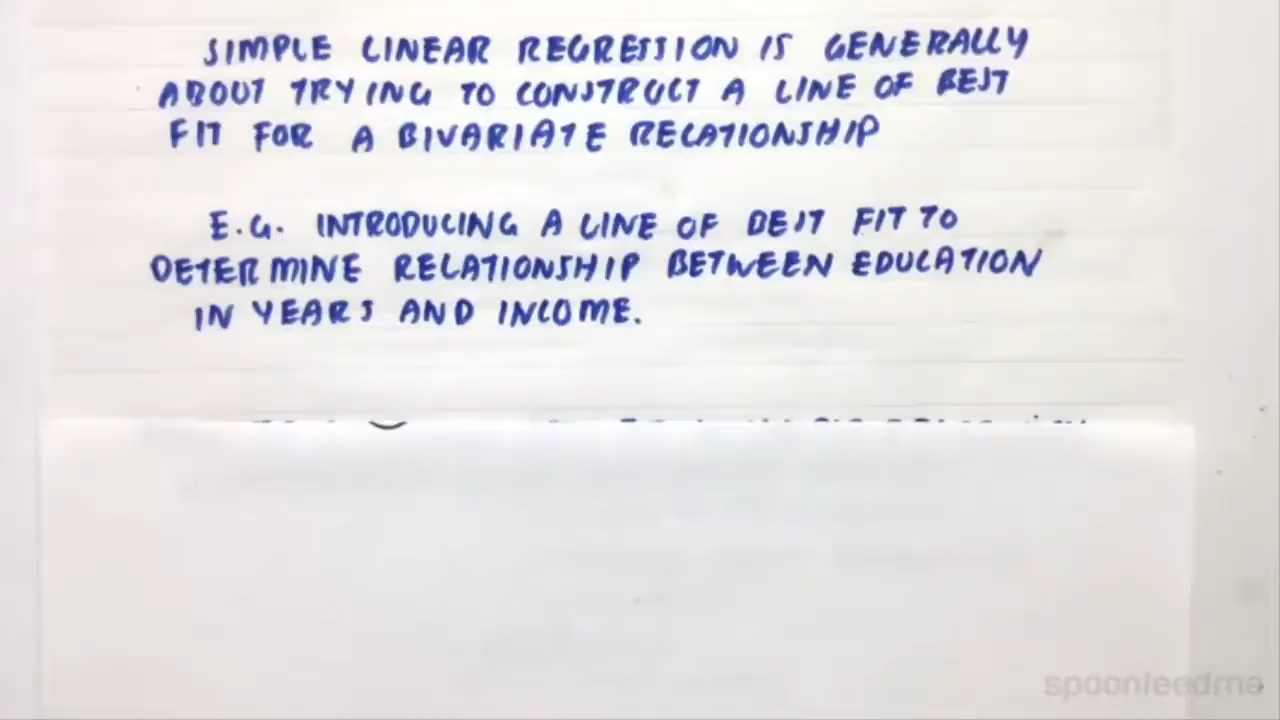 SIMPLE LINEAR REGRESSION IS GENERALLY
ABOUT TRYING TO CONSTRUCT A LINE OF BEST
FIT FOR A BIVARIATE RELATIONSHIP
E.G. INTRODUCING A LINE OF BEST FIT TO
DETERMINE RELATIONSHIP BETWEEN EDUCATION
IN YEARS AND INCOME.
spoonfeedme